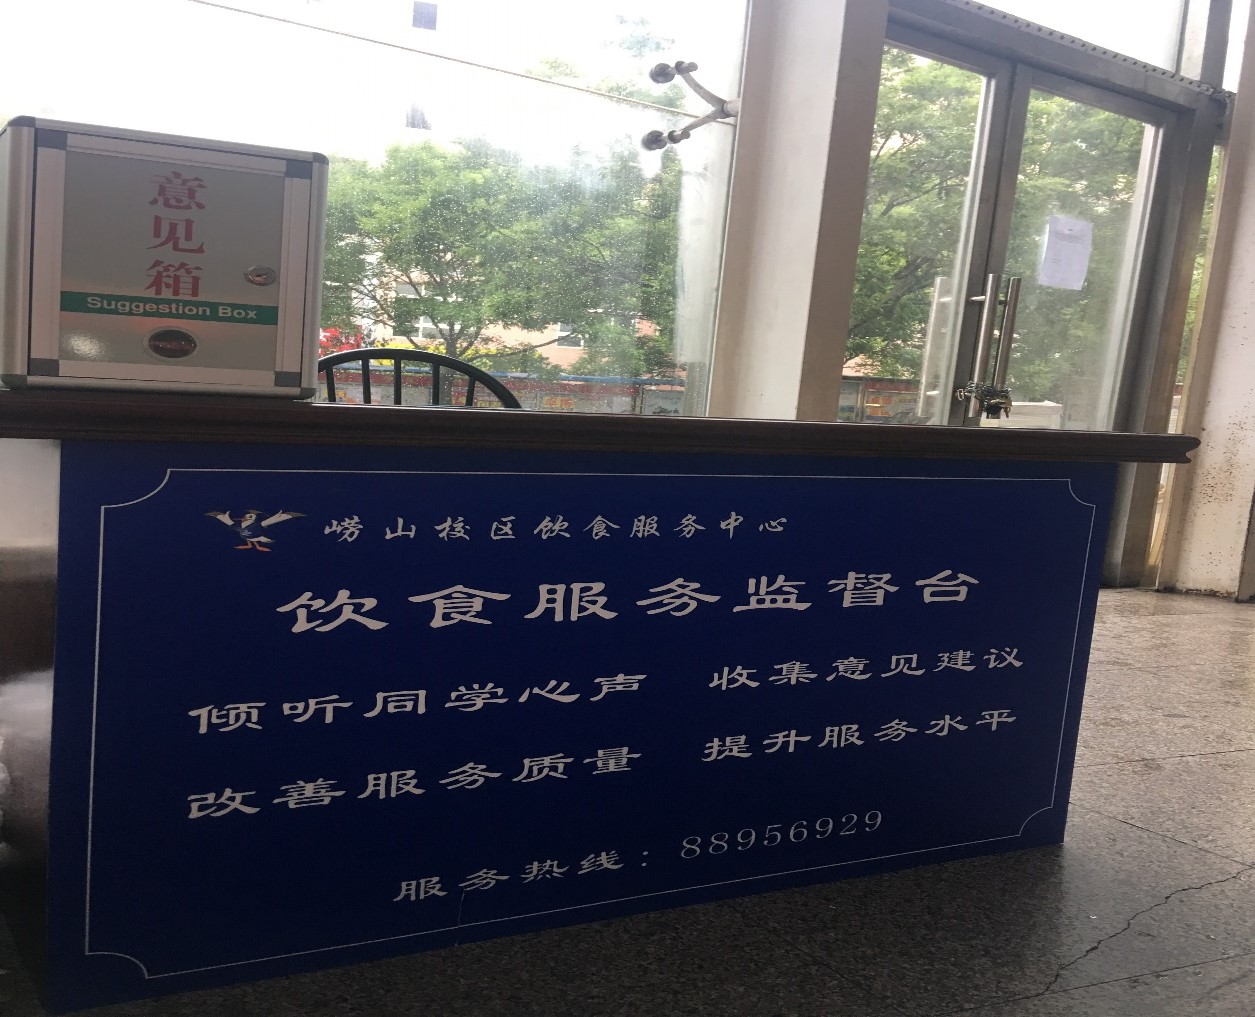 意见箱
Suggestion Box
崂山校区饮食服务中心
饮食服务监督台
倾听同学心声 收集意见建议
改善服务质量 提升服务水平
服务热线：88956929